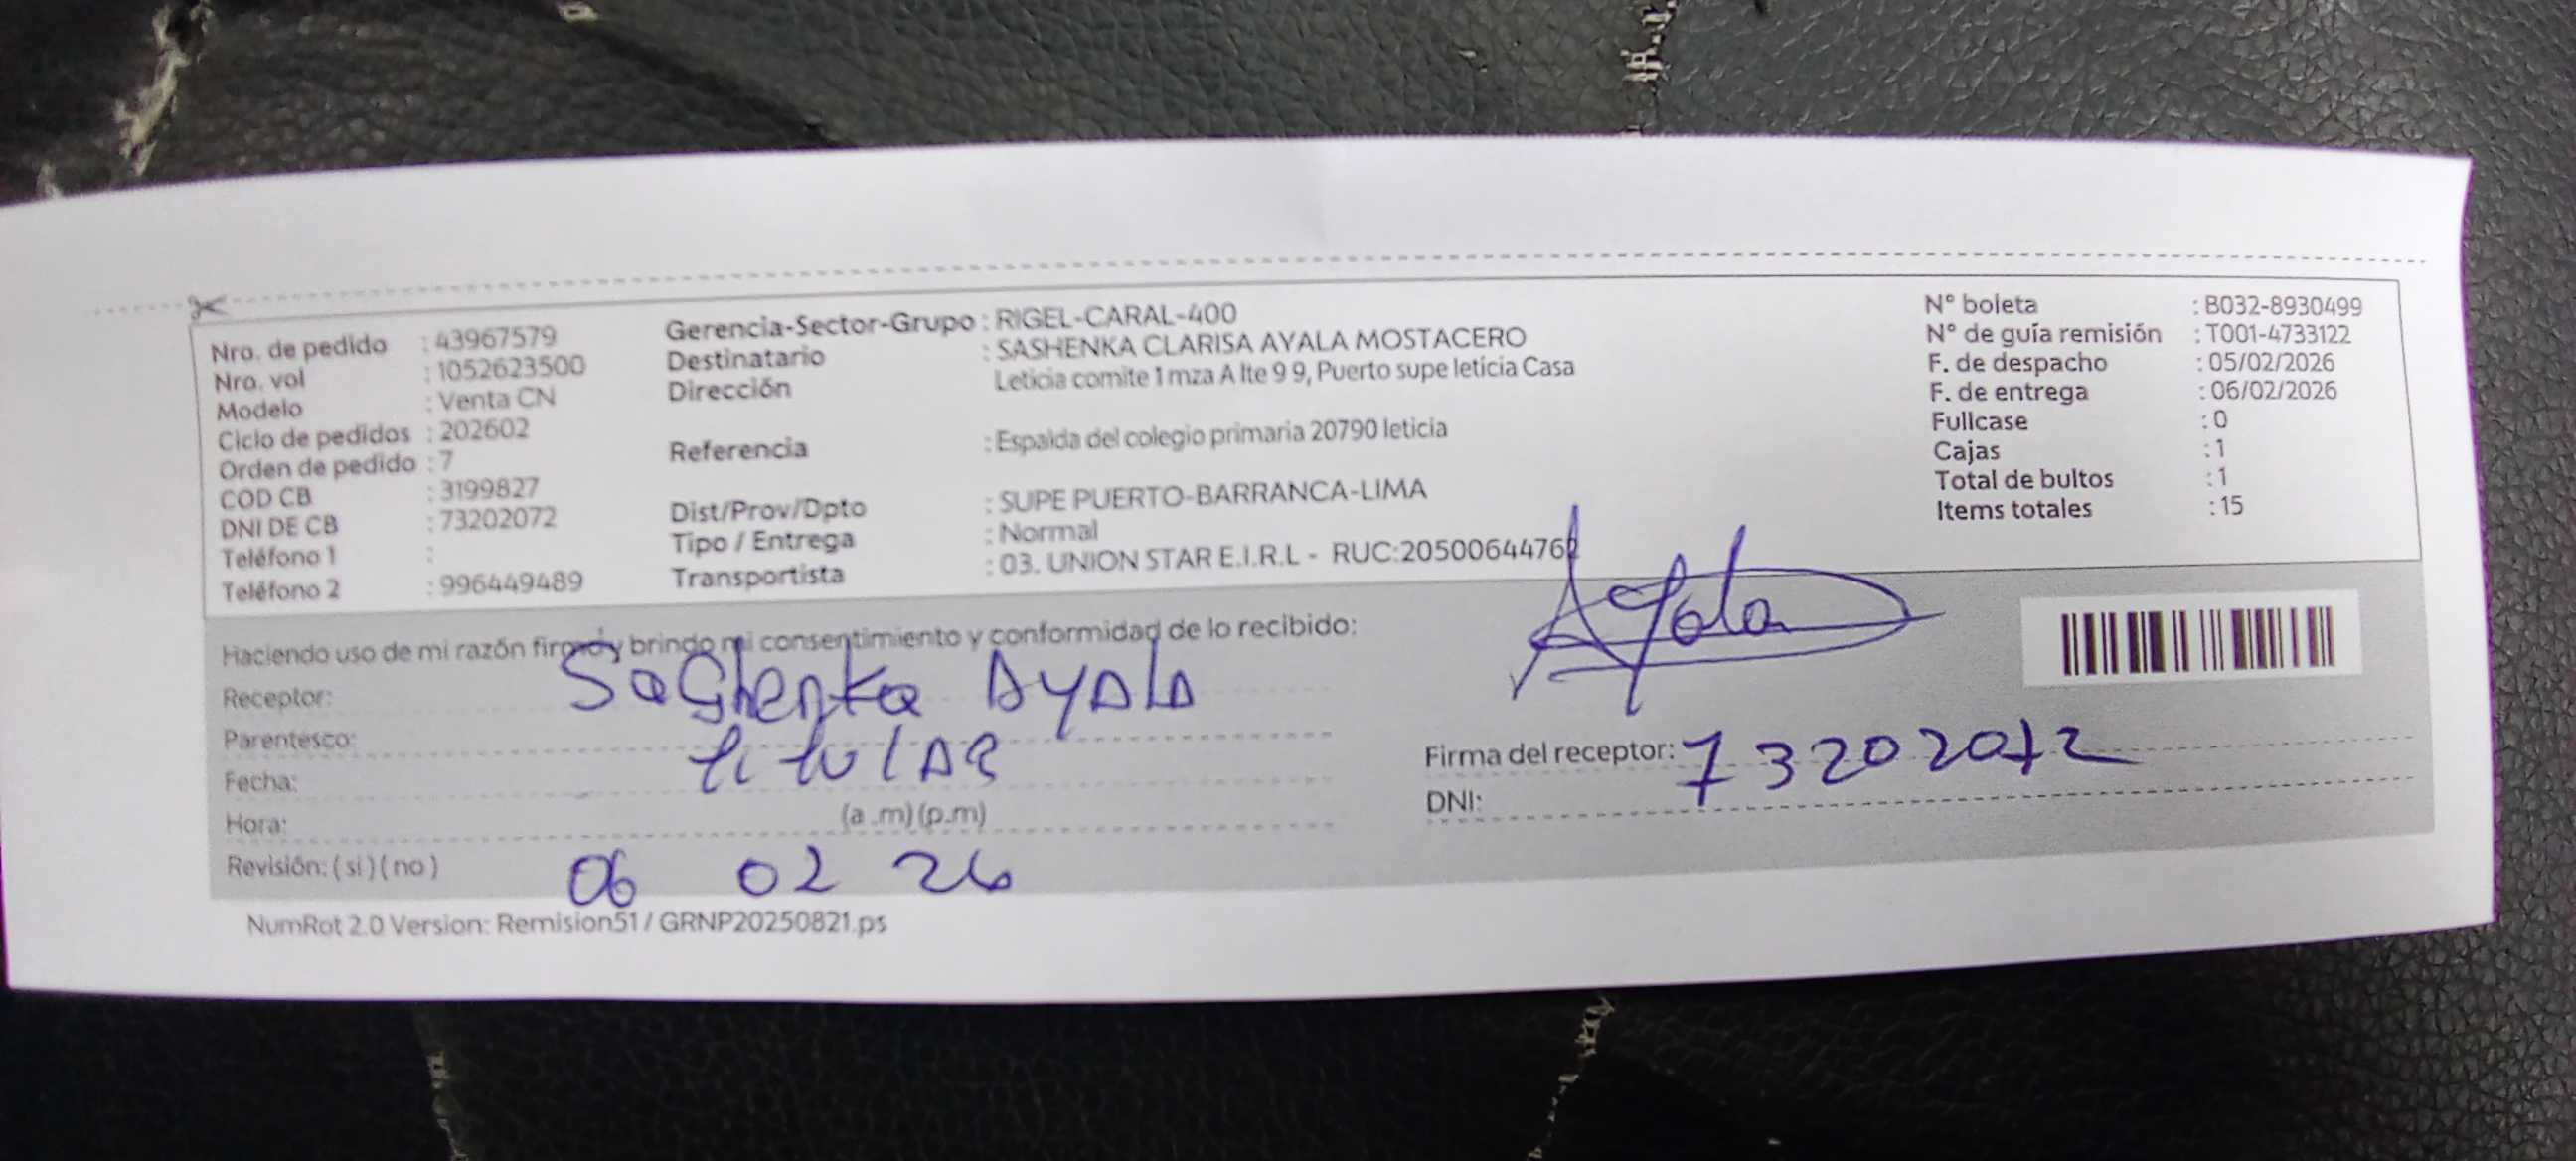 Nro. de pedido : 43967579
Nro. vol : 1052623500
Modelo : Venta CN
Ciclo de pedidos : 202602
Orden de pedido : 7
COD CB : 3199827
DNI DE CB : 73202072
Teléfono 1 :
Teléfono 2 : 996449489
Gerencia-Sector-Grupo : RIGEL-CARAL-400
Destinatario : SASHENKA CLARISA AYALA MOSTACERO
Dirección Leticia comite 1 mza A lte 9 9, Puerto supe leticia Casa
Referencia : Espalda del colegio primaria 20790 leticia
Dist/Prov/Dpto : SUPE PUERTO-BARRANCA-LIMA
Tipo / Entrega : Normal
Transportista : 03. UNION STAR E.I.R.L - RUC:20500644762
N° boleta : B032-8930499
N° de guía remisión : T001-4733122
F. de despacho : 05/02/2026
F. de entrega : 06/02/2026
Fullcase : 0
Cajas : 1
Total de bultos : 1
Items totales : 15
Haciendo uso de mi razón firmo y brindo mi consentimiento y conformidad de lo recibido:
Receptor: Sashenka Ayala
Parentesco: titular
Fecha:
Hora: (a .m) (p.m)
Revisión: ( si ) ( no ) 06 02 26
Ayala
Firma del receptor: 73202072
DNI:
NumRot 2.0 Version: Remision51 / GRNP20250821.ps